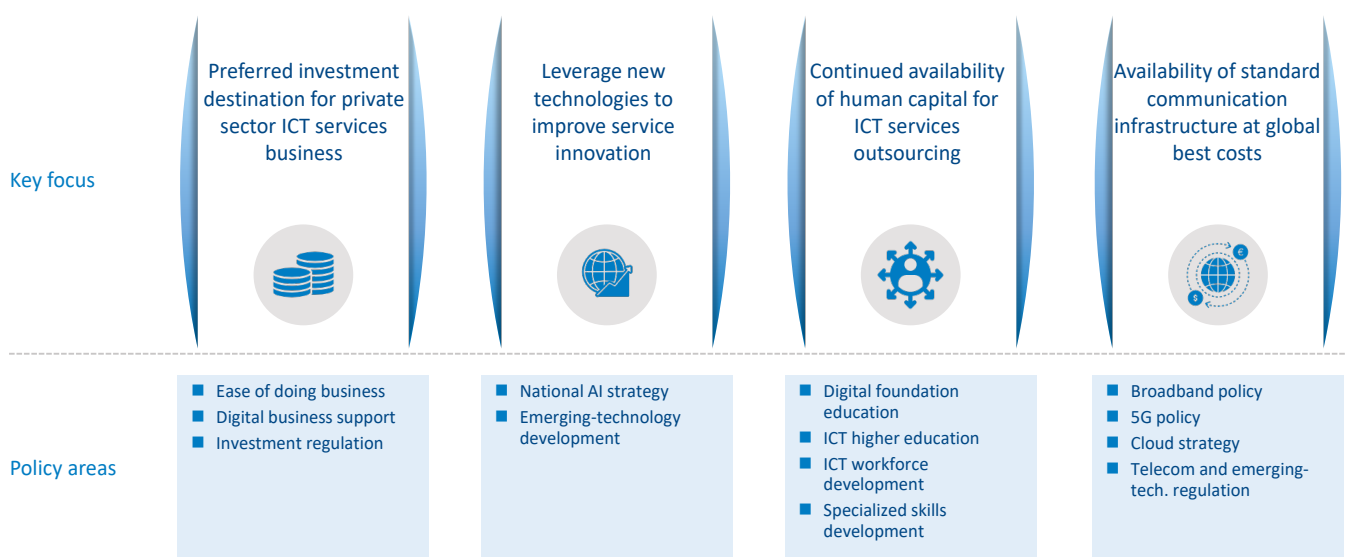 Key focus
Preferred investment
destination for private
sector ICT services
business
Leverage new
technologies to
improve service
innovation
Continued availability
of human capital for
ICT services
outsourcing
Availability of standard
communication
infrastructure at global
best costs
€
$
Policy areas
■ Ease of doing business
■ Digital business support
■ Investment regulation
■ National AI strategy
■ Emerging-technology
development
■ Digital foundation
education
■ ICT higher education
■ ICT workforce
development
■ Specialized skills
development
■ Broadband policy
■ 5G policy
■ Cloud strategy
■ Telecom and emerging-
tech. regulation